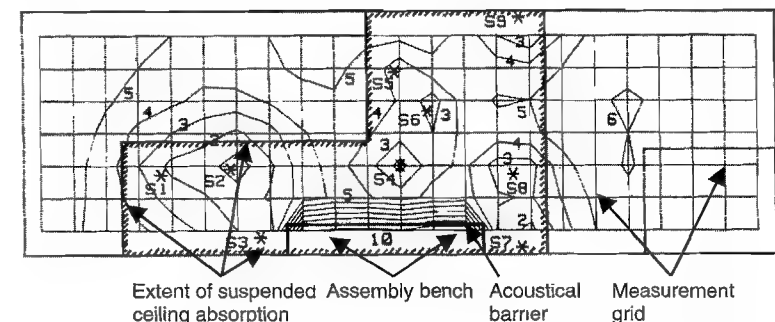 S9
3
4
5
5
S5
5
4
S6
3
5
6
3
2
3
4
3
S1
S2
S4
S8
5
S3
10
2
S7
Extent of suspended
ceiling absorption
Assembly bench
Acoustical
barrier
Measurement
grid